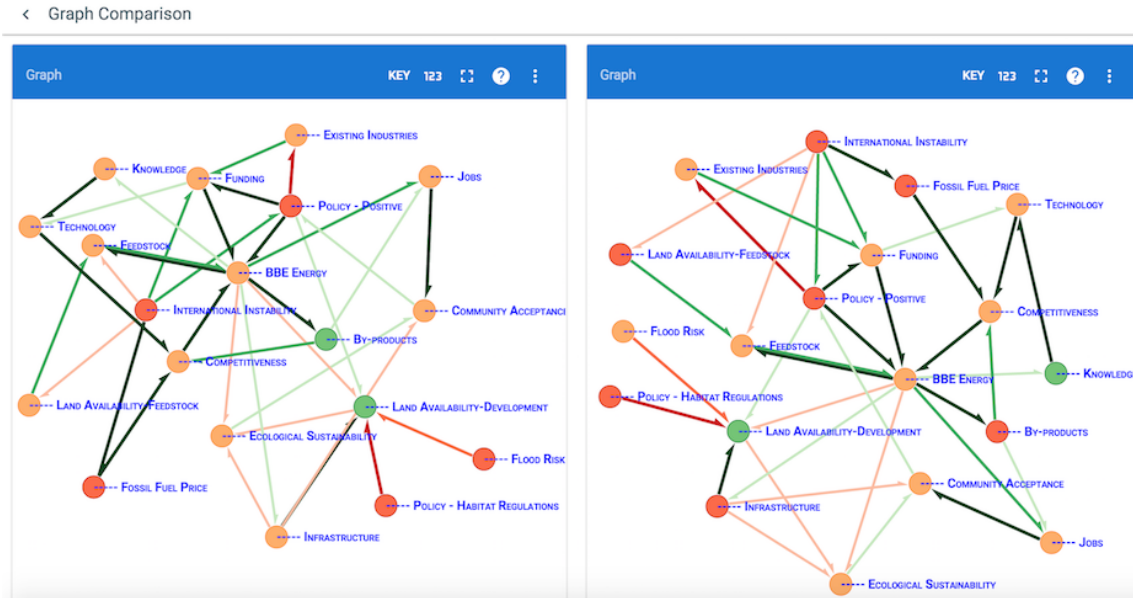 Graph Comparison
Graph KEY 123 ?
EXISTING INDUSTRIES
KNOWLEDGE
FUNDING
JOBS
POLICY - POSITIVE
TECHNOLOGY
FEEDSTOCK
BBE ENERGY
INTERNATIONAL INSTABILITY
COMMUNITY ACCEPTANCE
BY-PRODUCTS
COMPETITIVENESS
LAND AVAILABILITY-FEEDSTOCK
LAND AVAILABILITY-DEVELOPMENT
ECOLOGICAL SUSTAINABILITY
FLOOD RISK
FOSSIL FUEL PRICE
POLICY - HABITAT REGULATIONS
INFRASTRUCTURE
Graph KEY 123 ?
INTERNATIONAL INSTABILITY
EXISTING INDUSTRIES
FOSSIL FUEL PRICE
TECHNOLOGY
LAND AVAILABILITY-FEEDSTOCK
FUNDING
POLICY - POSITIVE
COMPETITIVENESS
FLOOD RISK
FEEDSTOCK
BBE ENERGY
KNOWLEDG
POLICY - HABITAT REGULATIONS
LAND AVAILABILITY-DEVELOPMENT
BY-PRODUCTS
COMMUNITY ACCEPTANCE
INFRASTRUCTURE
JOBS
ECOLOGICAL SUSTAINABILITY